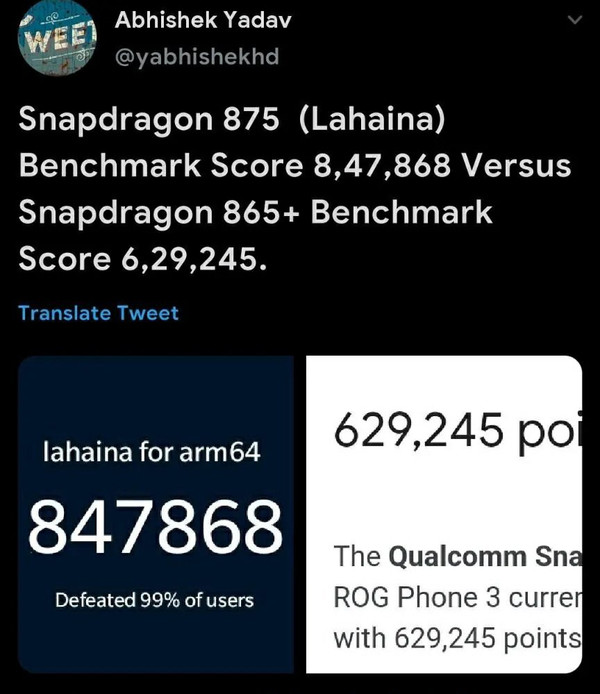 WEE
Abhishek Yadav
@yabhishekhd
Snapdragon 875 (Lahaina)
Benchmark Score 8,47,868 Versus
Snapdragon 865+ Benchmark
Score 6,29,245.
Translate Tweet
lahaina for arm64
847868
Defeated 99% of users
629,245 poi
The Qualcomm Sna
ROG Phone 3 curren
with 629,245 points